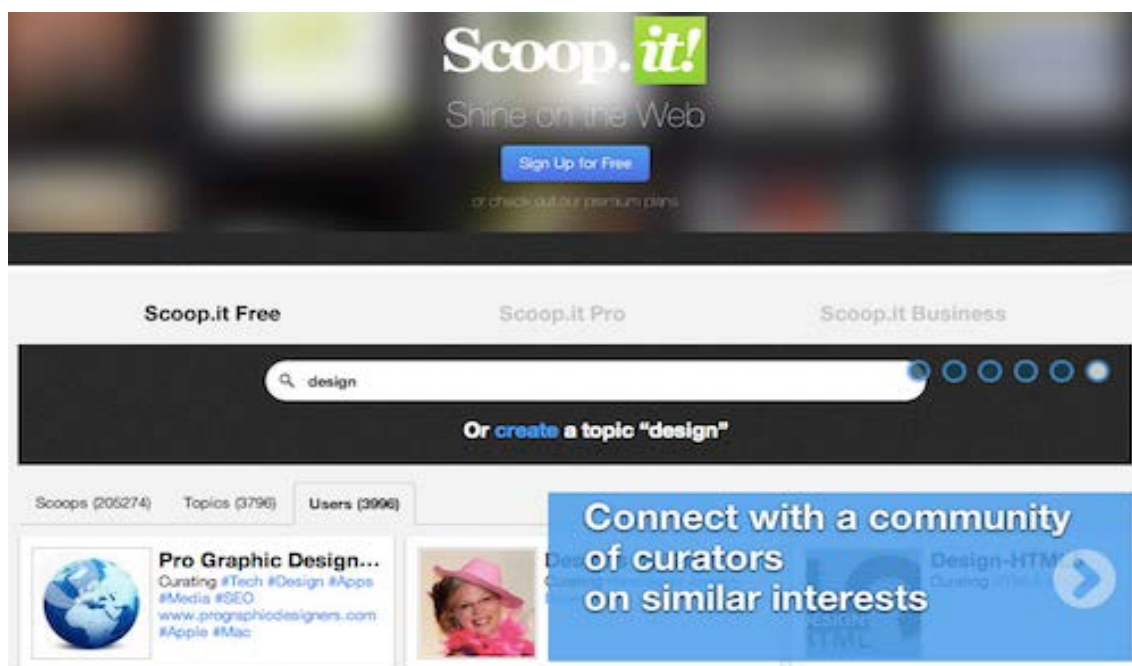 Scoop.it!
Shine on the Web
Sign Up for Free
or check out our premium plans
Scoop.it Free
Scoop.it Pro
Scoop.it Business
design
Or create a topic “design”
Scoops (205274)
Topics (3796)
Users (3996)
Pro Graphic Design...
Curating #Tech #Design #Apps
#Media #SEO
www.prographicdesigners.com
#Apple #Mac
Connect with a community
of curators
on similar interests
Design-HTML5
Curating
DESIGN
HTML